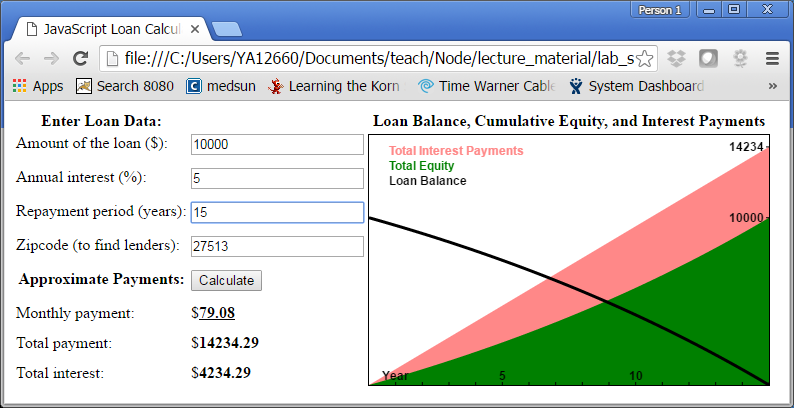 Person 1
JavaScript Loan Calcul
file:///C:/Users/YA12660/Documents/teach/Node/lecture_material/lab_s
Apps Search 8080 medsun Learning the Korn Time Warner Cable System Dashboard »
Enter Loan Data:
Amount of the loan ($): 10000
Annual interest (%): 5
Repayment period (years): 15
Zipcode (to find lenders): 27513
Approximate Payments: Calculate
Monthly payment: $79.08
Total payment: $14234.29
Total interest: $4234.29
Loan Balance, Cumulative Equity, and Interest Payments
Total Interest Payments
Total Equity
Loan Balance
14234
10000
Year 5 10